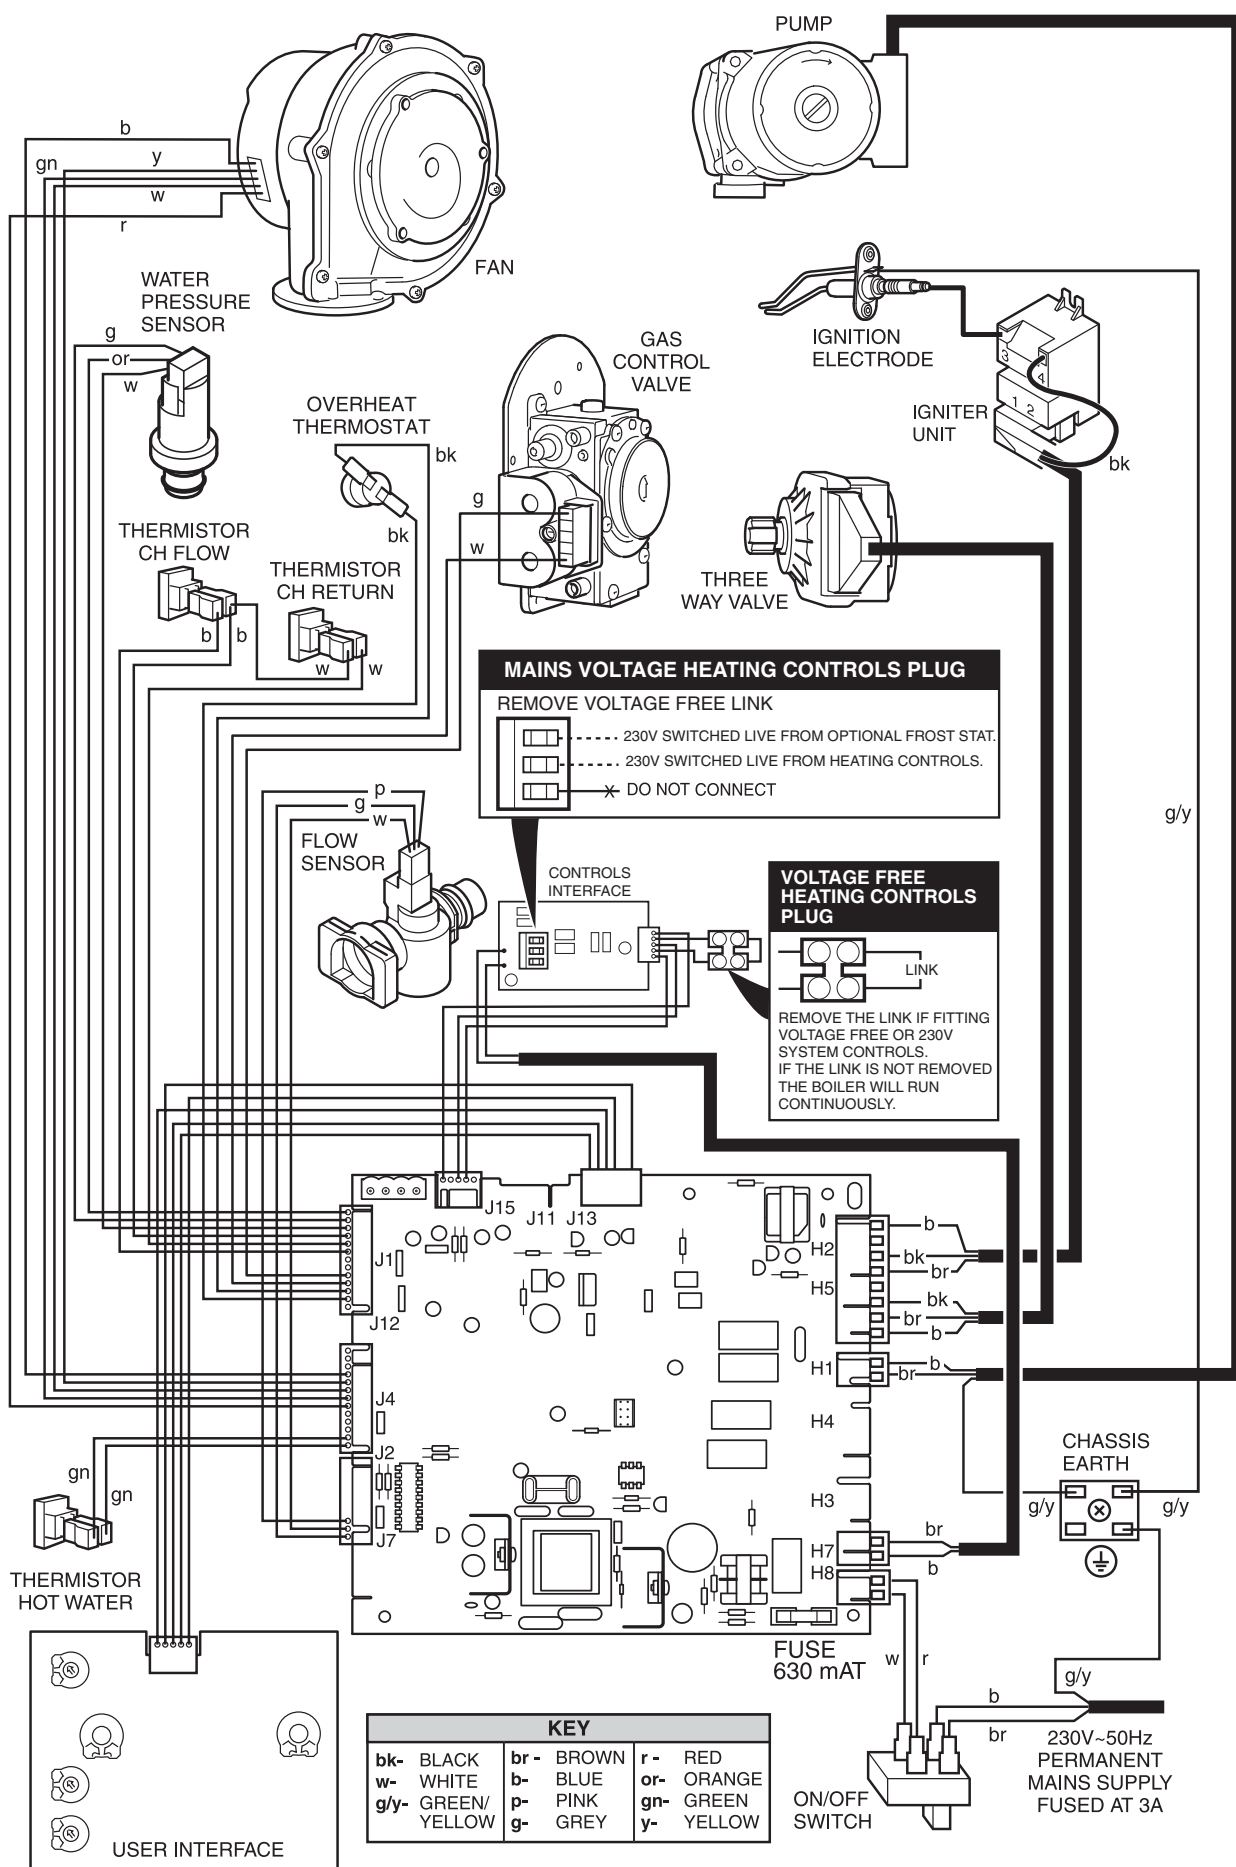 PUMP
b
gn
y
w
r
FAN
WATER
PRESSURE
SENSOR
g
or
w
IGNITION
ELECTRODE
3
4
1 2
IGNITER
UNIT
bk
GAS
CONTROL
VALVE
g
w
OVERHEAT
THERMOSTAT
bk
bk
THERMISTOR
CH FLOW
b
b
THERMISTOR
CH RETURN
w
w
THREE
WAY VALVE
MAINS VOLTAGE HEATING CONTROLS PLUG
REMOVE VOLTAGE FREE LINK
230V SWITCHED LIVE FROM OPTIONAL FROST STAT.
230V SWITCHED LIVE FROM HEATING CONTROLS.
DO NOT CONNECT
g/y
p
g
w
FLOW
SENSOR
CONTROLS
INTERFACE
VOLTAGE FREE
HEATING CONTROLS
PLUG
LINK
REMOVE THE LINK IF FITTING
VOLTAGE FREE OR 230V
SYSTEM CONTROLS.
IF THE LINK IS NOT REMOVED
THE BOILER WILL RUN
CONTINUOUSLY.
J15
J11
J13
J1
J12
J4
J2
J7
H2
H5
H1
H4
H3
H7
H8
b
bk
br
bk
br
b
b
br
CHASSIS
EARTH
g/y
g/y
br
b
gn
gn
THERMISTOR
HOT WATER
FUSE
630 mAT
w
r
g/y
b
br
230V~50Hz
PERMANENT
MAINS SUPPLY
FUSED AT 3A
ON/OFF
SWITCH
USER INTERFACE
KEY
bk- BLACK
w- WHITE
g/y- GREEN/
YELLOW
br - BROWN
b- BLUE
p- PINK
g- GREY
r - RED
or- ORANGE
gn- GREEN
y- YELLOW